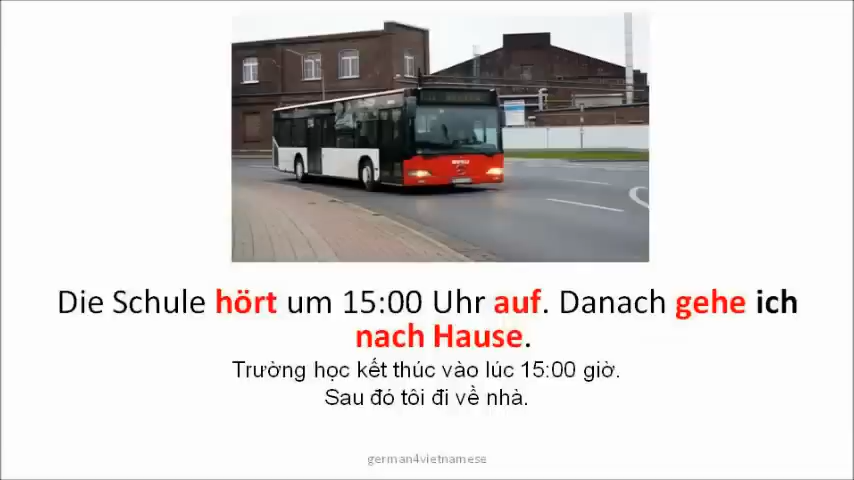 Die Schule hört um 15:00 Uhr auf. Danach gehe ich
nach Hause.
Trường học kết thúc vào lúc 15:00 giờ.
Sau đó tôi đi về nhà.
german4vietnamese